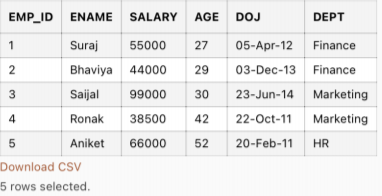 EMP_ID ENAME SALARY AGE DOJ DEPT
1 Suraj 55000 27 05-Apr-12 Finance
2 Bhaviya 44000 29 03-Dec-13 Finance
3 Saijal 99000 30 23-Jun-14 Marketing
4 Ronak 38500 42 22-Oct-11 Marketing
5 Aniket 66000 52 20-Feb-11 HR
Download CSV
5 rows selected.